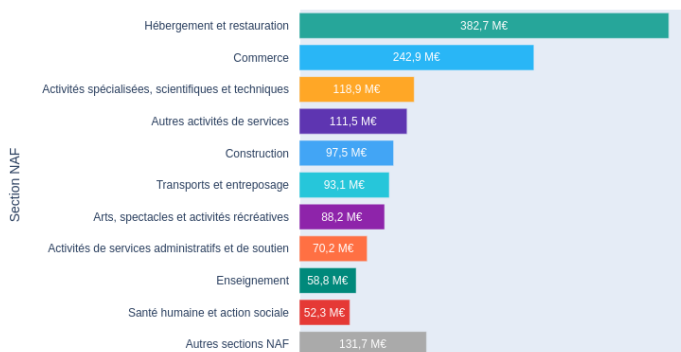 Section NAF
Hébergement et restauration 382,7 M€
Commerce 242,9 M€
Activités spécialisées, scientifiques et techniques 118,9 M€
Autres activités de services 111,5 M€
Construction 97,5 M€
Transports et entreposage 93,1 M€
Arts, spectacles et activités récréatives 88,2 M€
Activités de services administratifs et de soutien 70,2 M€
Enseignement 58,8 M€
Santé humaine et action sociale 52,3 M€
Autres sections NAF 131,7 M€